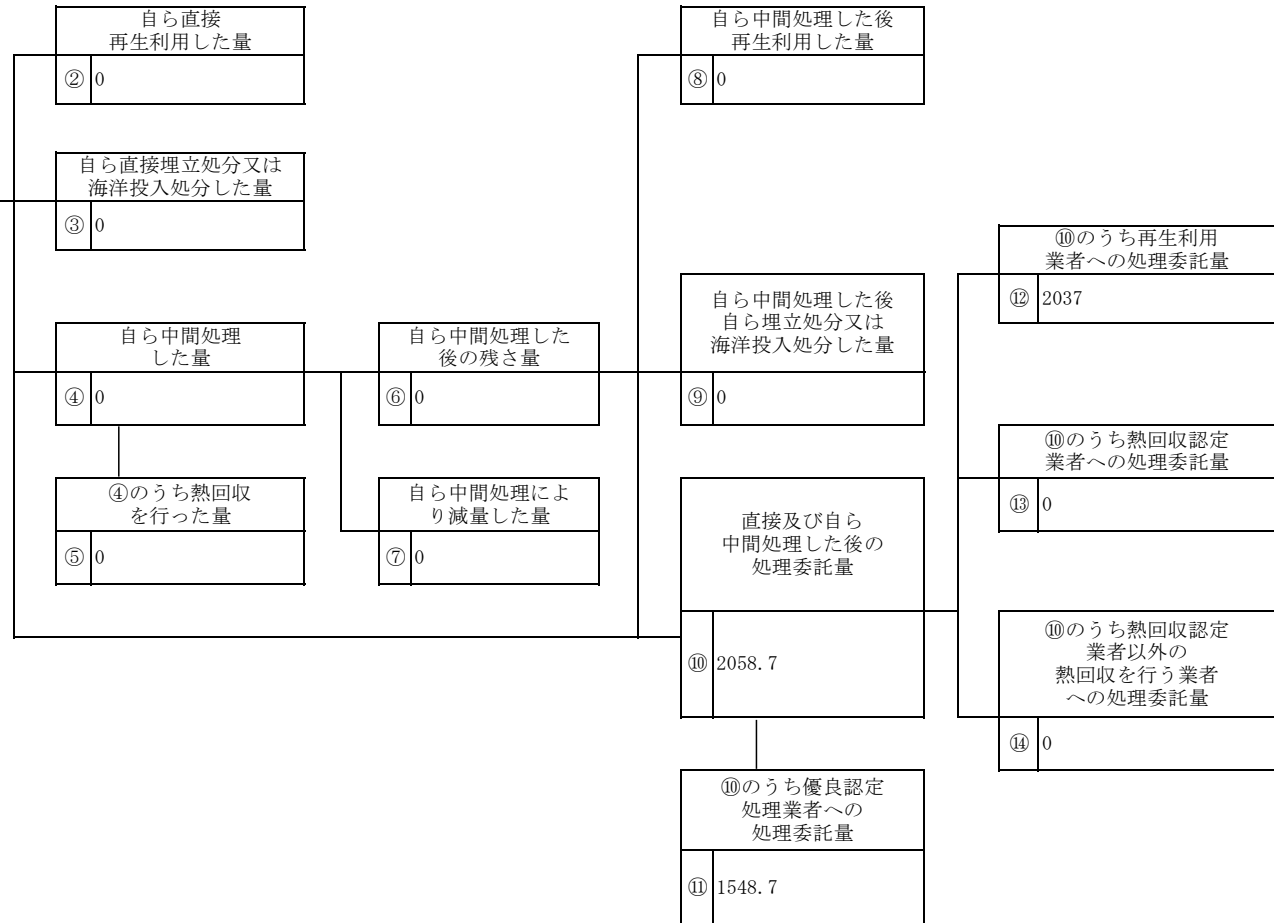 自ら直接
再生利用した量
② 0
自ら直接埋立処分又は
海洋投入処分した量
③ 0
自ら中間処理
した量
④ 0
④のうち熱回収
を行った量
⑤ 0
自ら中間処理した
後の残さ量
⑥ 0
自ら中間処理によ
り減量した量
⑦ 0
自ら中間処理した後
再生利用した量
⑧ 0
自ら中間処理した後
自ら埋立処分又は
海洋投入処分した量
⑨ 0
直接及び自ら
中間処理した後の
処理委託量
⑩ 2058.7
⑩のうち優良認定
処理業者への
処理委託量
⑪ 1548.7
⑩のうち再生利用
業者への処理委託量
⑫ 2037
⑩のうち熱回収認定
業者への処理委託量
⑬ 0
⑩のうち熱回収認定
業者以外の
熱回収を行う業者
への処理委託量
⑭ 0